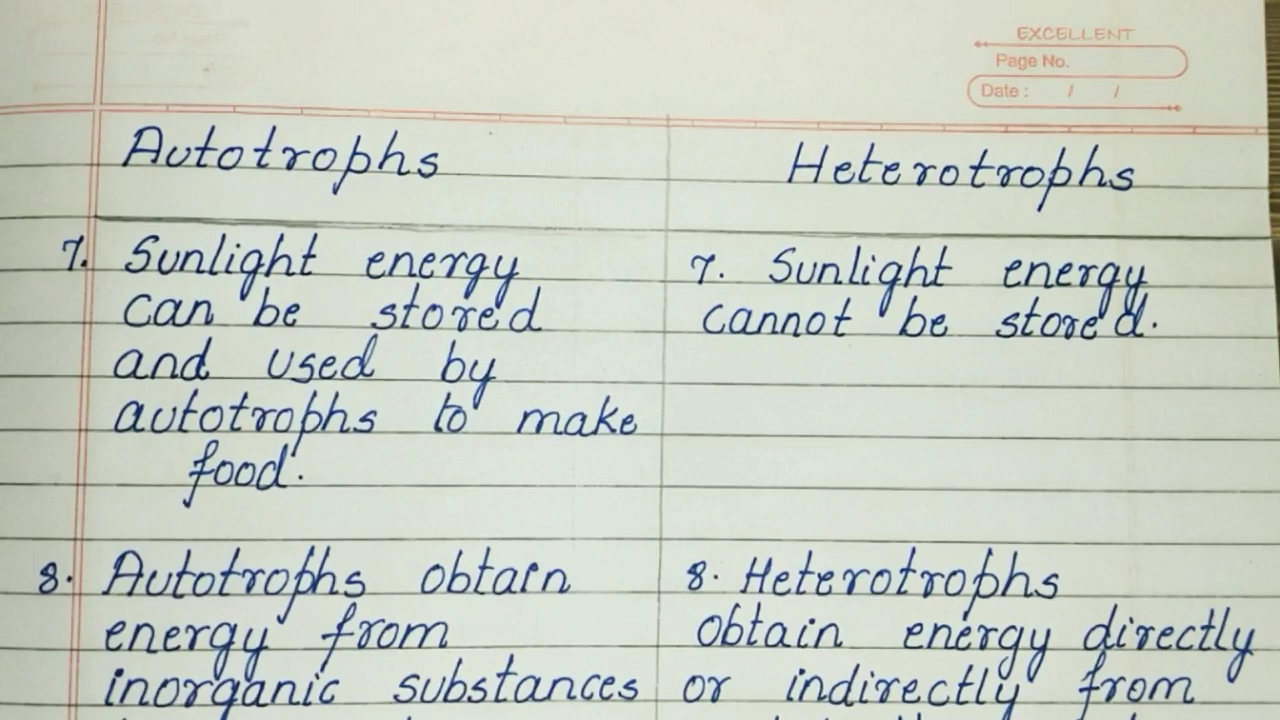 EXCELLENT
Page No.
Date : / /
Autotrophs
Heterotrophs
7. Sunlight energy
can be stored
and used by
autotrophs to make
food.
7. Sunlight energy
cannot be stored.
8. Autotrophs obtain
energy from
inorganic substances
8. Heterotrophs
obtain energy directly
or indirectly from